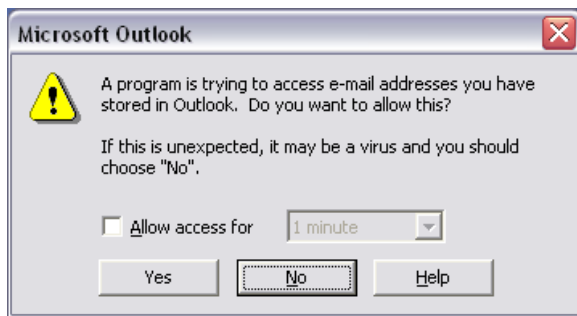 Microsoft Outlook
A program is trying to access e-mail addresses you have
stored in Outlook. Do you want to allow this?
If this is unexpected, it may be a virus and you should
choose "No".
Allow access for 1 minute
Yes No Help